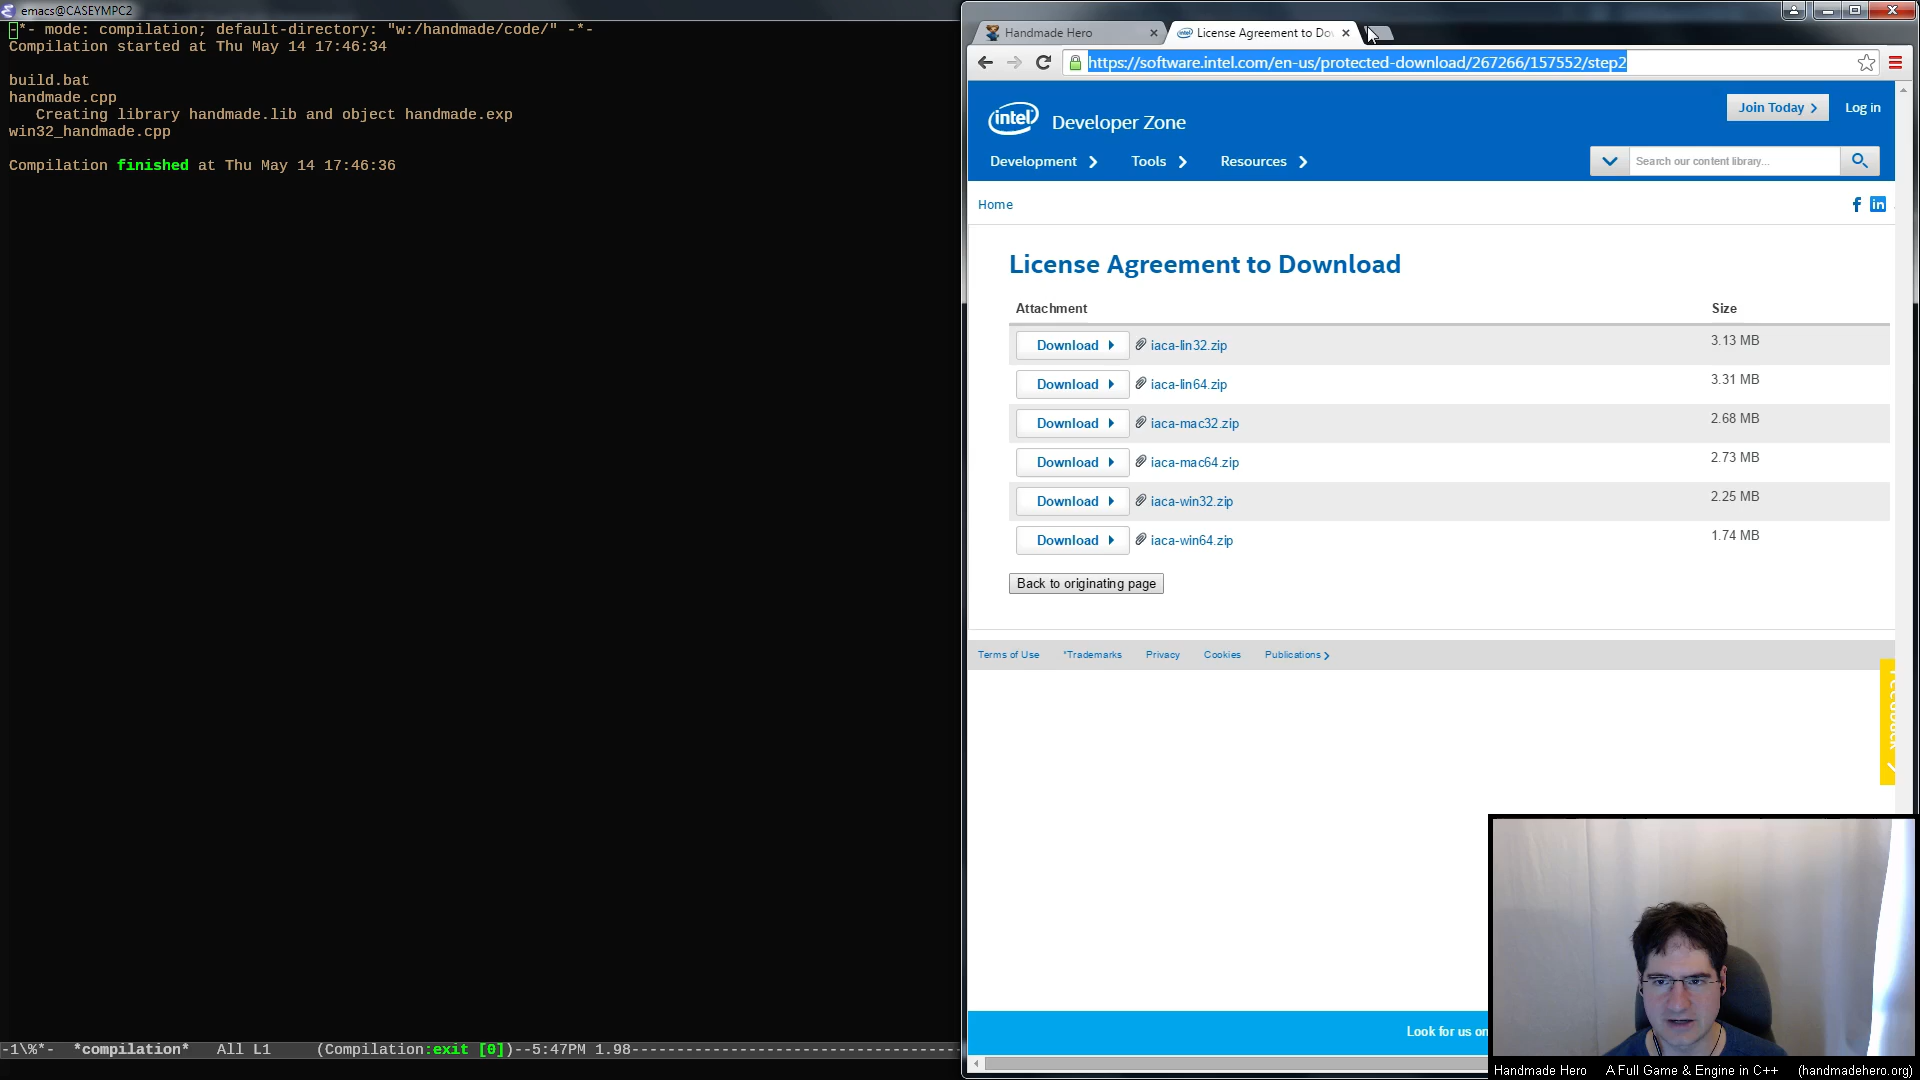 emacs@CASEYMPC2
-*- mode: compilation; default-directory: "w:/handmade/code/" -*-
Compilation started at Thu May 14 17:46:34
build.bat
handmade.cpp
Creating library handmade.lib and object handmade.exp
win32_handmade.cpp
Compilation finished at Thu May 14 17:46:36
-1\%*- *compilation* All L1 (Compilation:exit [0])--5:47PM 1.98
Handmade Hero
License Agreement to Do
https://software.intel.com/en-us/protected-download/267266/157552/step2
intel Developer Zone
Join Today
Log in
Development
Tools
Resources
Search our content library...
Home
f in
License Agreement to Download
Attachment Size
Download iaca-lin32.zip 3.13 MB
Download iaca-lin64.zip 3.31 MB
Download iaca-mac32.zip 2.68 MB
Download iaca-mac64.zip 2.73 MB
Download iaca-win32.zip 2.25 MB
Download iaca-win64.zip 1.74 MB
Back to originating page
Terms of Use *Trademarks Privacy Cookies Publications
Look for us on
Handmade Hero A Full Game & Engine in C++ (handmadehero.org)